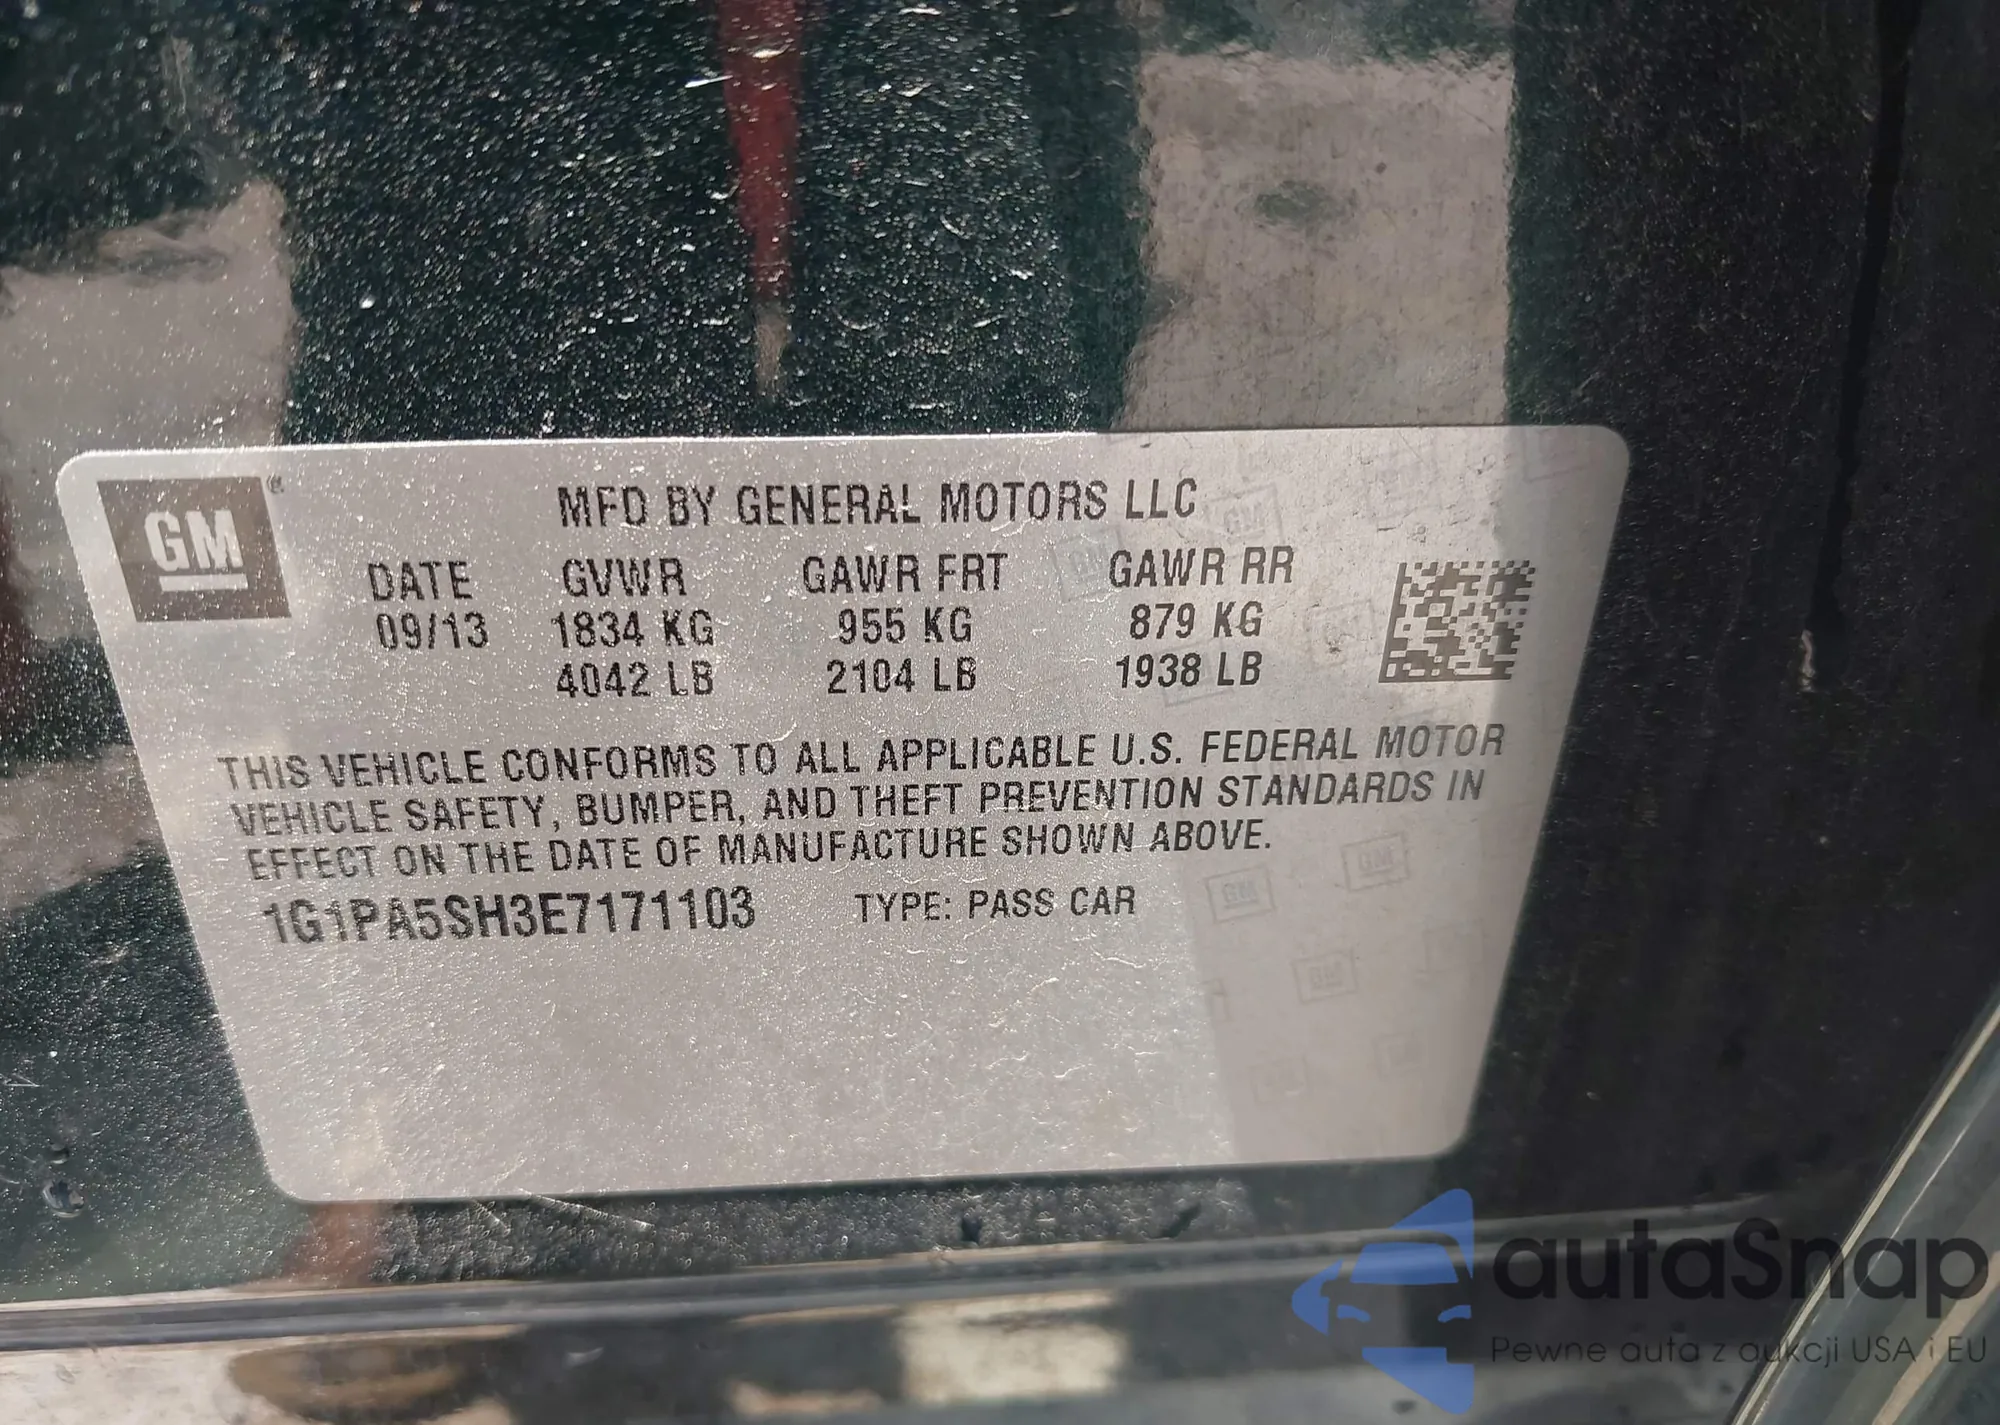 GM
MFD BY GENERAL MOTORS LLC
DATE GVWR GAWR FRT GAWR RR
09/13 1834 KG 955 KG 879 KG
4042 LB 2104 LB 1938 LB
THIS VEHICLE CONFORMS TO ALL APPLICABLE U.S. FEDERAL MOTOR
VEHICLE SAFETY, BUMPER, AND THEFT PREVENTION STANDARDS IN
EFFECT ON THE DATE OF MANUFACTURE SHOWN ABOVE.
1G1PA5SH3E7171103 TYPE: PASS CAR
autaSnap
Pewne auta z aukcji USA i EU